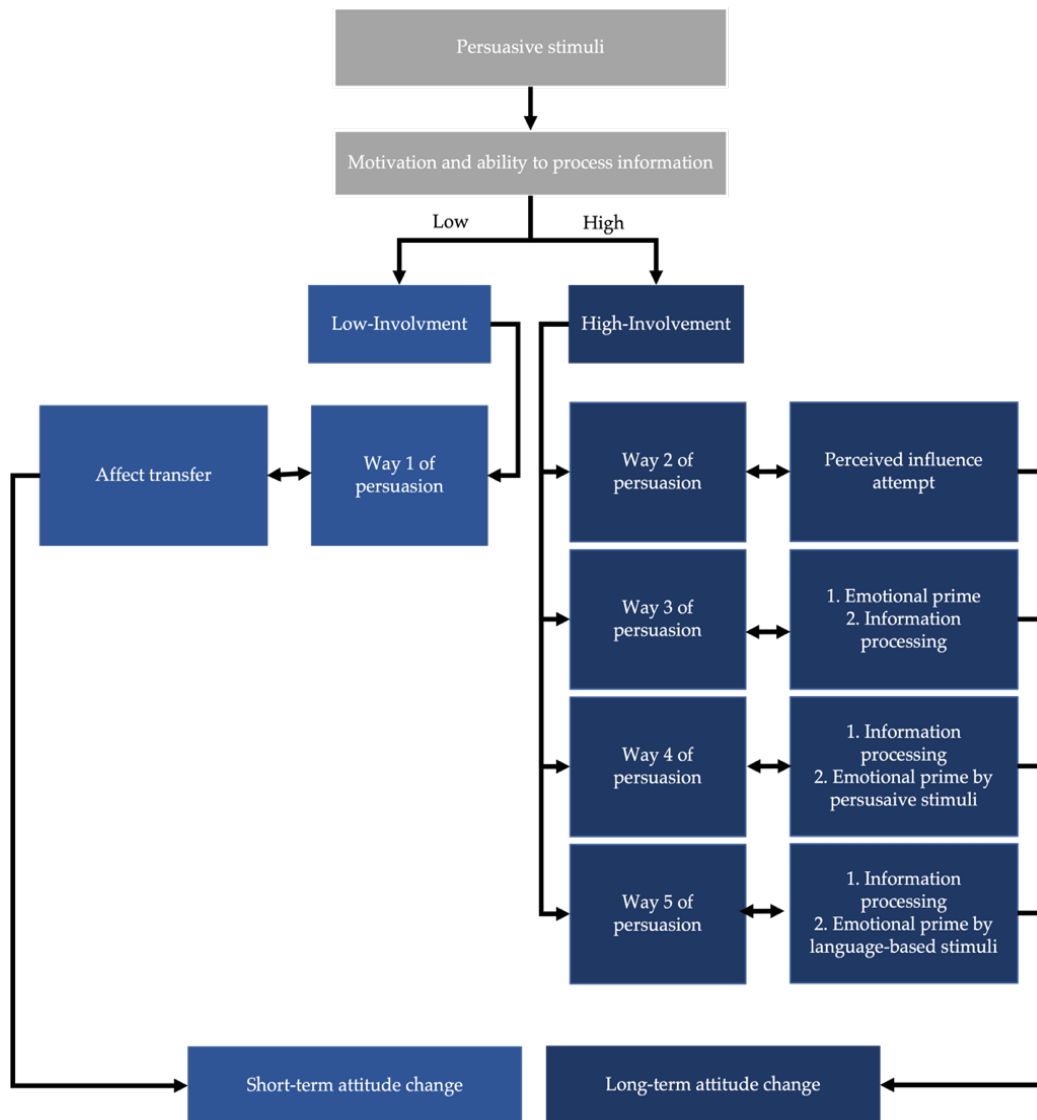 Persuasive stimuli
Motivation and ability to process information
Low
High
Low-Involvment
High-Involvement
Affect transfer
Way 1 of
persuasion
Way 2 of
persuasion
Perceived influence
attempt
Way 3 of
persuasion
1. Emotional prime
2. Information
processing
Way 4 of
persuasion
1. Information
processing
2. Emotional prime by
persusaive stimuli
Way 5 of
persuasion
1. Information
processing
2. Emotional prime by
language-based stimuli
Short-term attitude change
Long-term attitude change